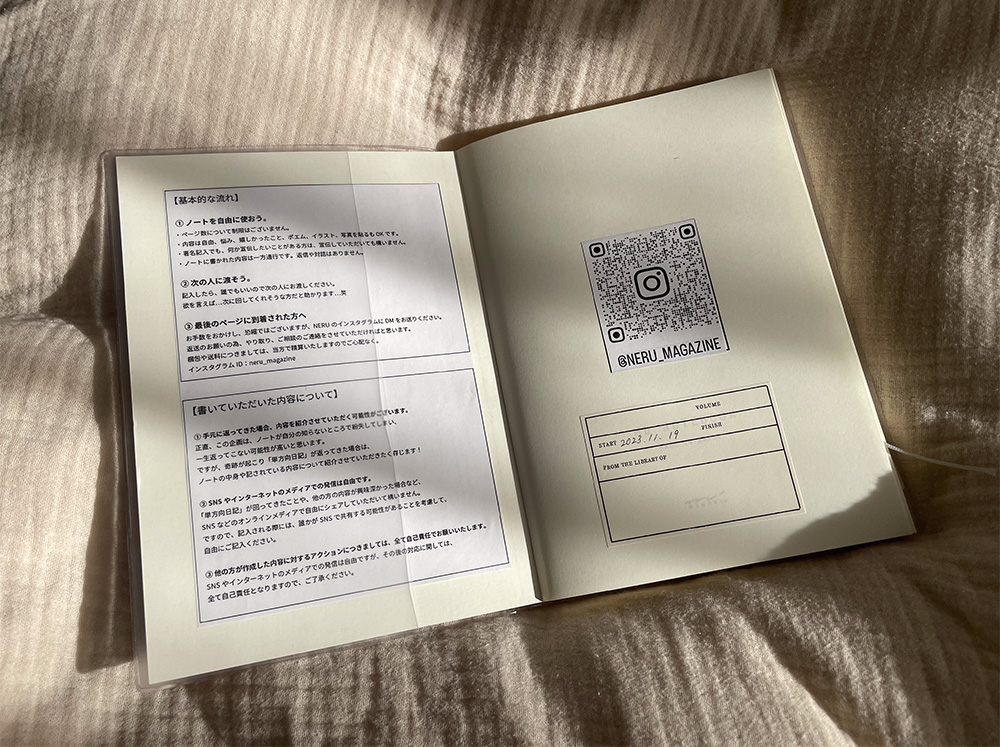 【基本的な流れ】
① ノートを自由に使おう。
・ページ数について制限はございません。
・内容は自由、悩み、嬉しかったこと、ポエム、イラスト、写真を貼るもOKです。
・著名記入でも、何か宣伝したいことがある方は、宣伝していただいても構いません。
・ノートに書かれた内容は一方通行です。返信や対話はありません。
② 次の人に渡そう。
記入したら、誰でもいいので次の人にお渡しください。
欲を言えば…次に回してくれそうな方だと助かります…笑
③ 最後のページに到着された方へ
お手数をおかけし、恐縮ではございますが、NERUのインスタグラムにDMをお送りください。
返送のお願いの為、やり取り、ご相談のご連絡をさせていただければと思います。
梱包や送料につきましては、当方で精算いたしますのでご心配なく。
インスタグラムID：neru_magazine
【書いていただいた内容について】
① 手元に返ってきた場合、内容を紹介させていただく可能性がございます。
正直、この企画は、ノートが自分の知らないところで紛失してしまい、
一生返ってこない可能性が高いと思います。
ですが、奇跡が起こり「単方向日記」が返ってきた場合は、
ノートの中身や記されている内容について紹介させていただきたく存じます！
② SNSやインターネットのメディアでの発信は自由です。
「単方向日記」が回ってきたことや、他の方の内容が興味深かった場合など、
SNSなどのオンラインメディアで自由にシェアしていただいて構いません。
ですので、記入される際には、誰かがSNSで共有する可能性があることを考慮して、
自由にご記入ください。
③ 他の方が作成した内容に対するアクションにつきましては、全て自己責任でお願いいたします。
SNSやインターネットのメディアでの発信は自由ですが、その後の対応に関しては、
全て自己責任となりますので、ご了承ください。
@NERU_MAGAZINE
VOLUME
START 2023.11.19 FINISH
FROM THE LIBRARY OF